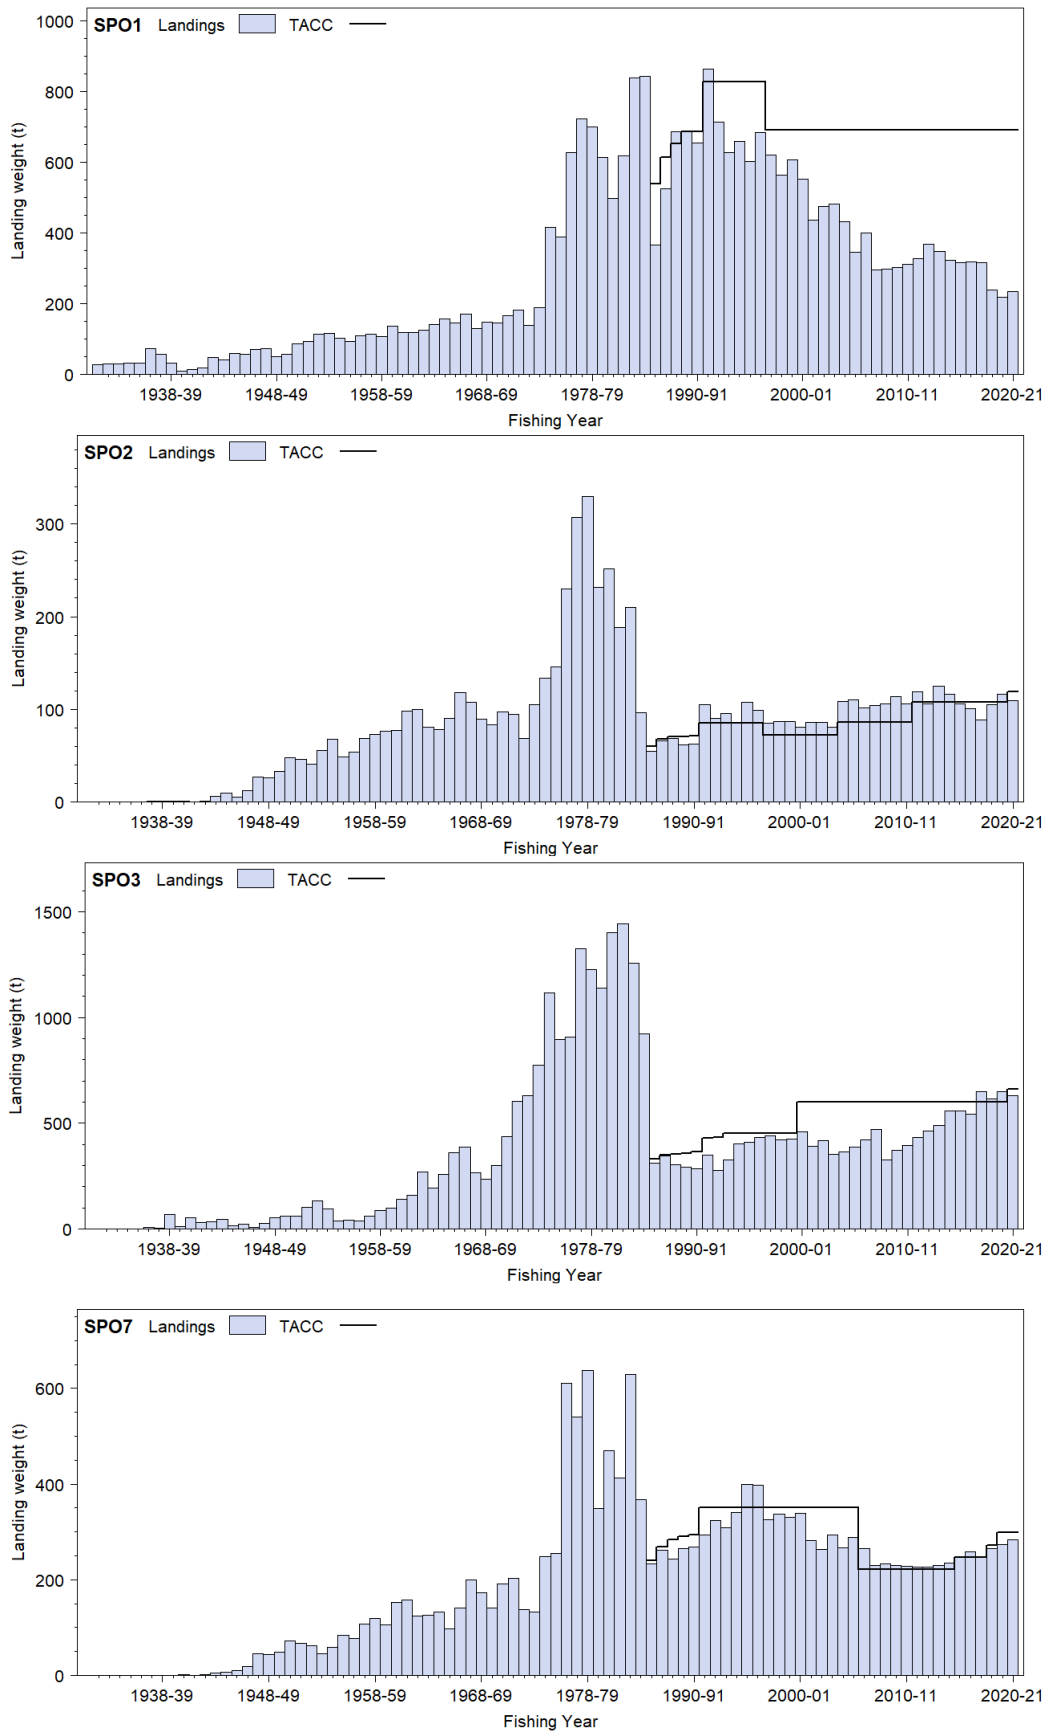 SPO1 Landings TACC
1000
800
600
400
200
0
Landing weight (t)
1938-39 1948-49 1958-59 1968-69 1978-79 1990-91 2000-01 2010-11 2020-21
Fishing Year
SPO2 Landings TACC
300
200
100
0
Landing weight (t)
1938-39 1948-49 1958-59 1968-69 1978-79 1990-91 2000-01 2010-11 2020-21
Fishing Year
SPO3 Landings TACC
1500
1000
500
0
Landing weight (t)
1938-39 1948-49 1958-59 1968-69 1978-79 1990-91 2000-01 2010-11 2020-21
Fishing Year
SPO7 Landings TACC
600
400
200
0
Landing weight (t)
1938-39 1948-49 1958-59 1968-69 1978-79 1990-91 2000-01 2010-11 2020-21
Fishing Year